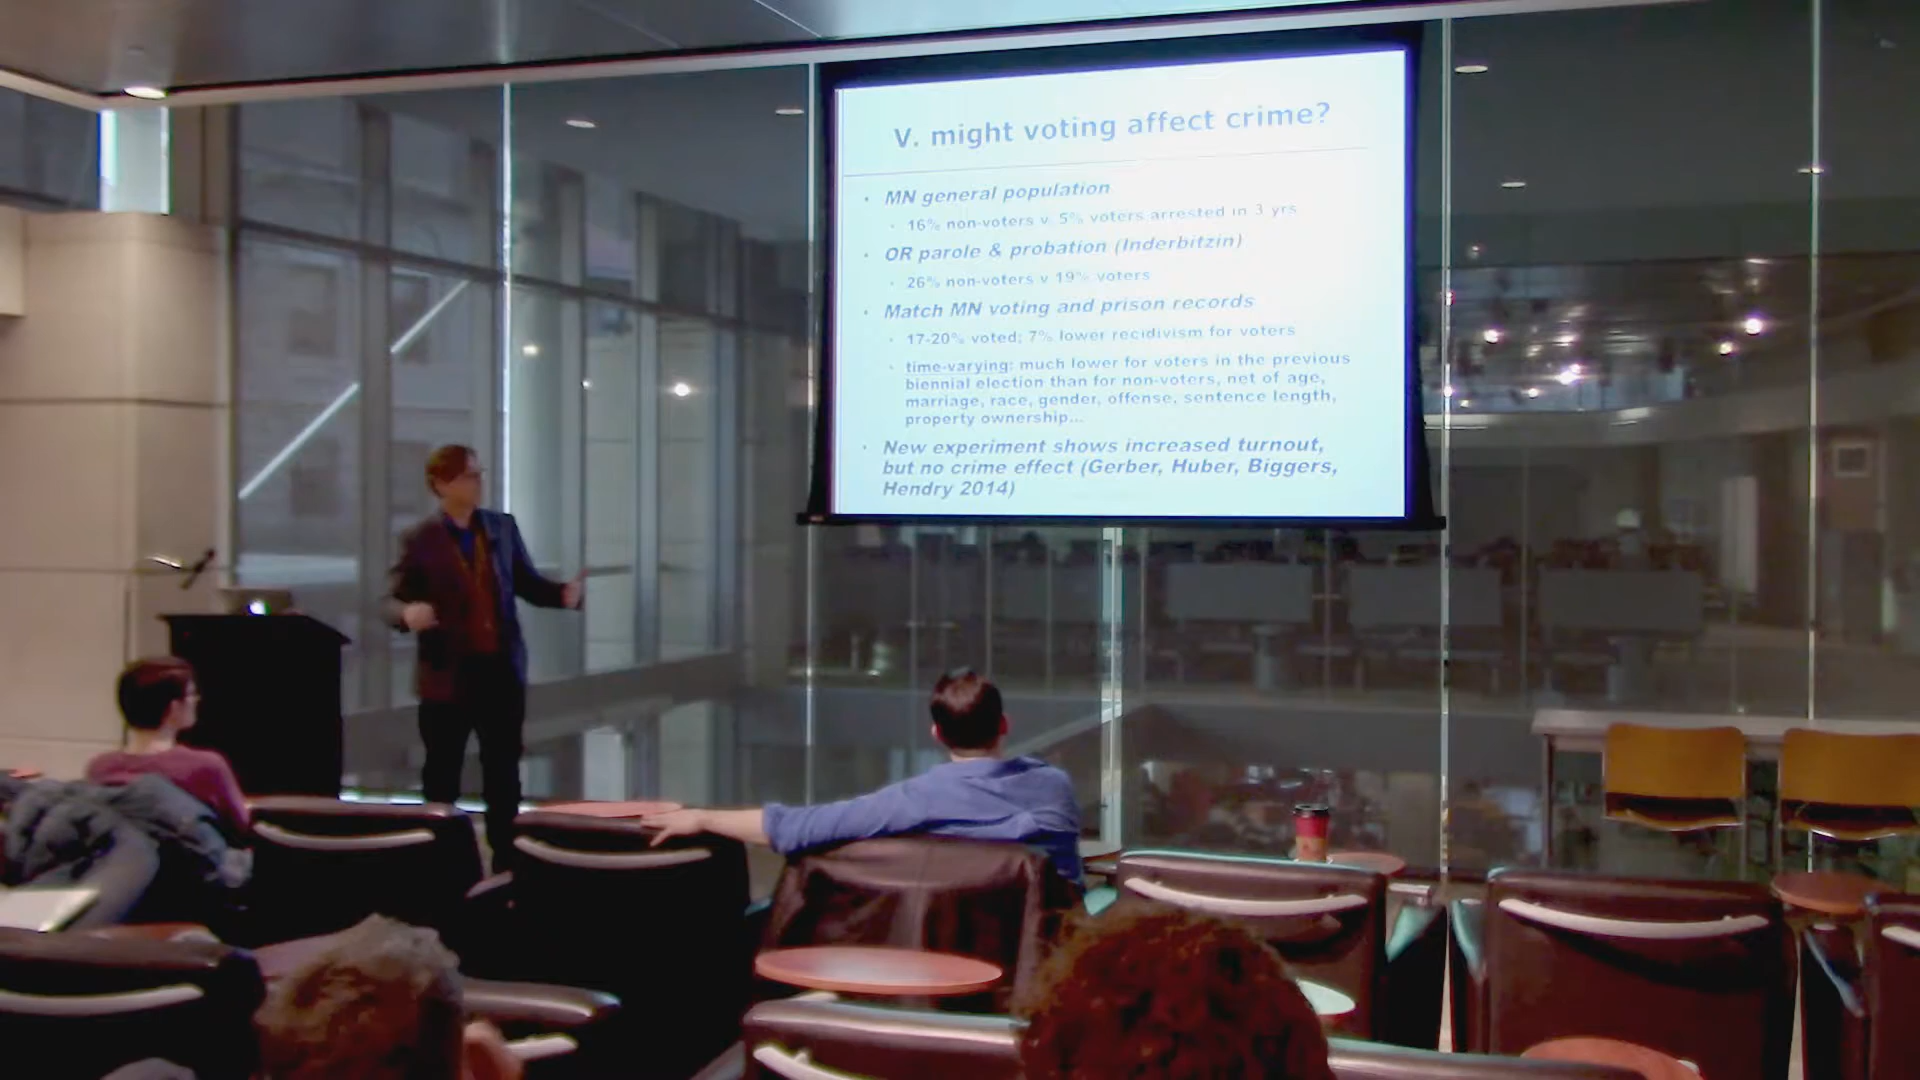 V. might voting affect crime?
• MN general population
• 16% non-voters v. 5% voters arrested in 3 yrs
• OR parole & probation (Inderbitzin)
• 26% non-voters v 19% voters
• Match MN voting and prison records
• 17-20% voted; 7% lower recidivism for voters
• time-varying: much lower for voters in the previous
biennial election than for non-voters, net of age,
marriage, race, gender, offense, sentence length,
property ownership...
• New experiment shows increased turnout,
but no crime effect (Gerber, Huber, Biggers,
Hendry 2014)